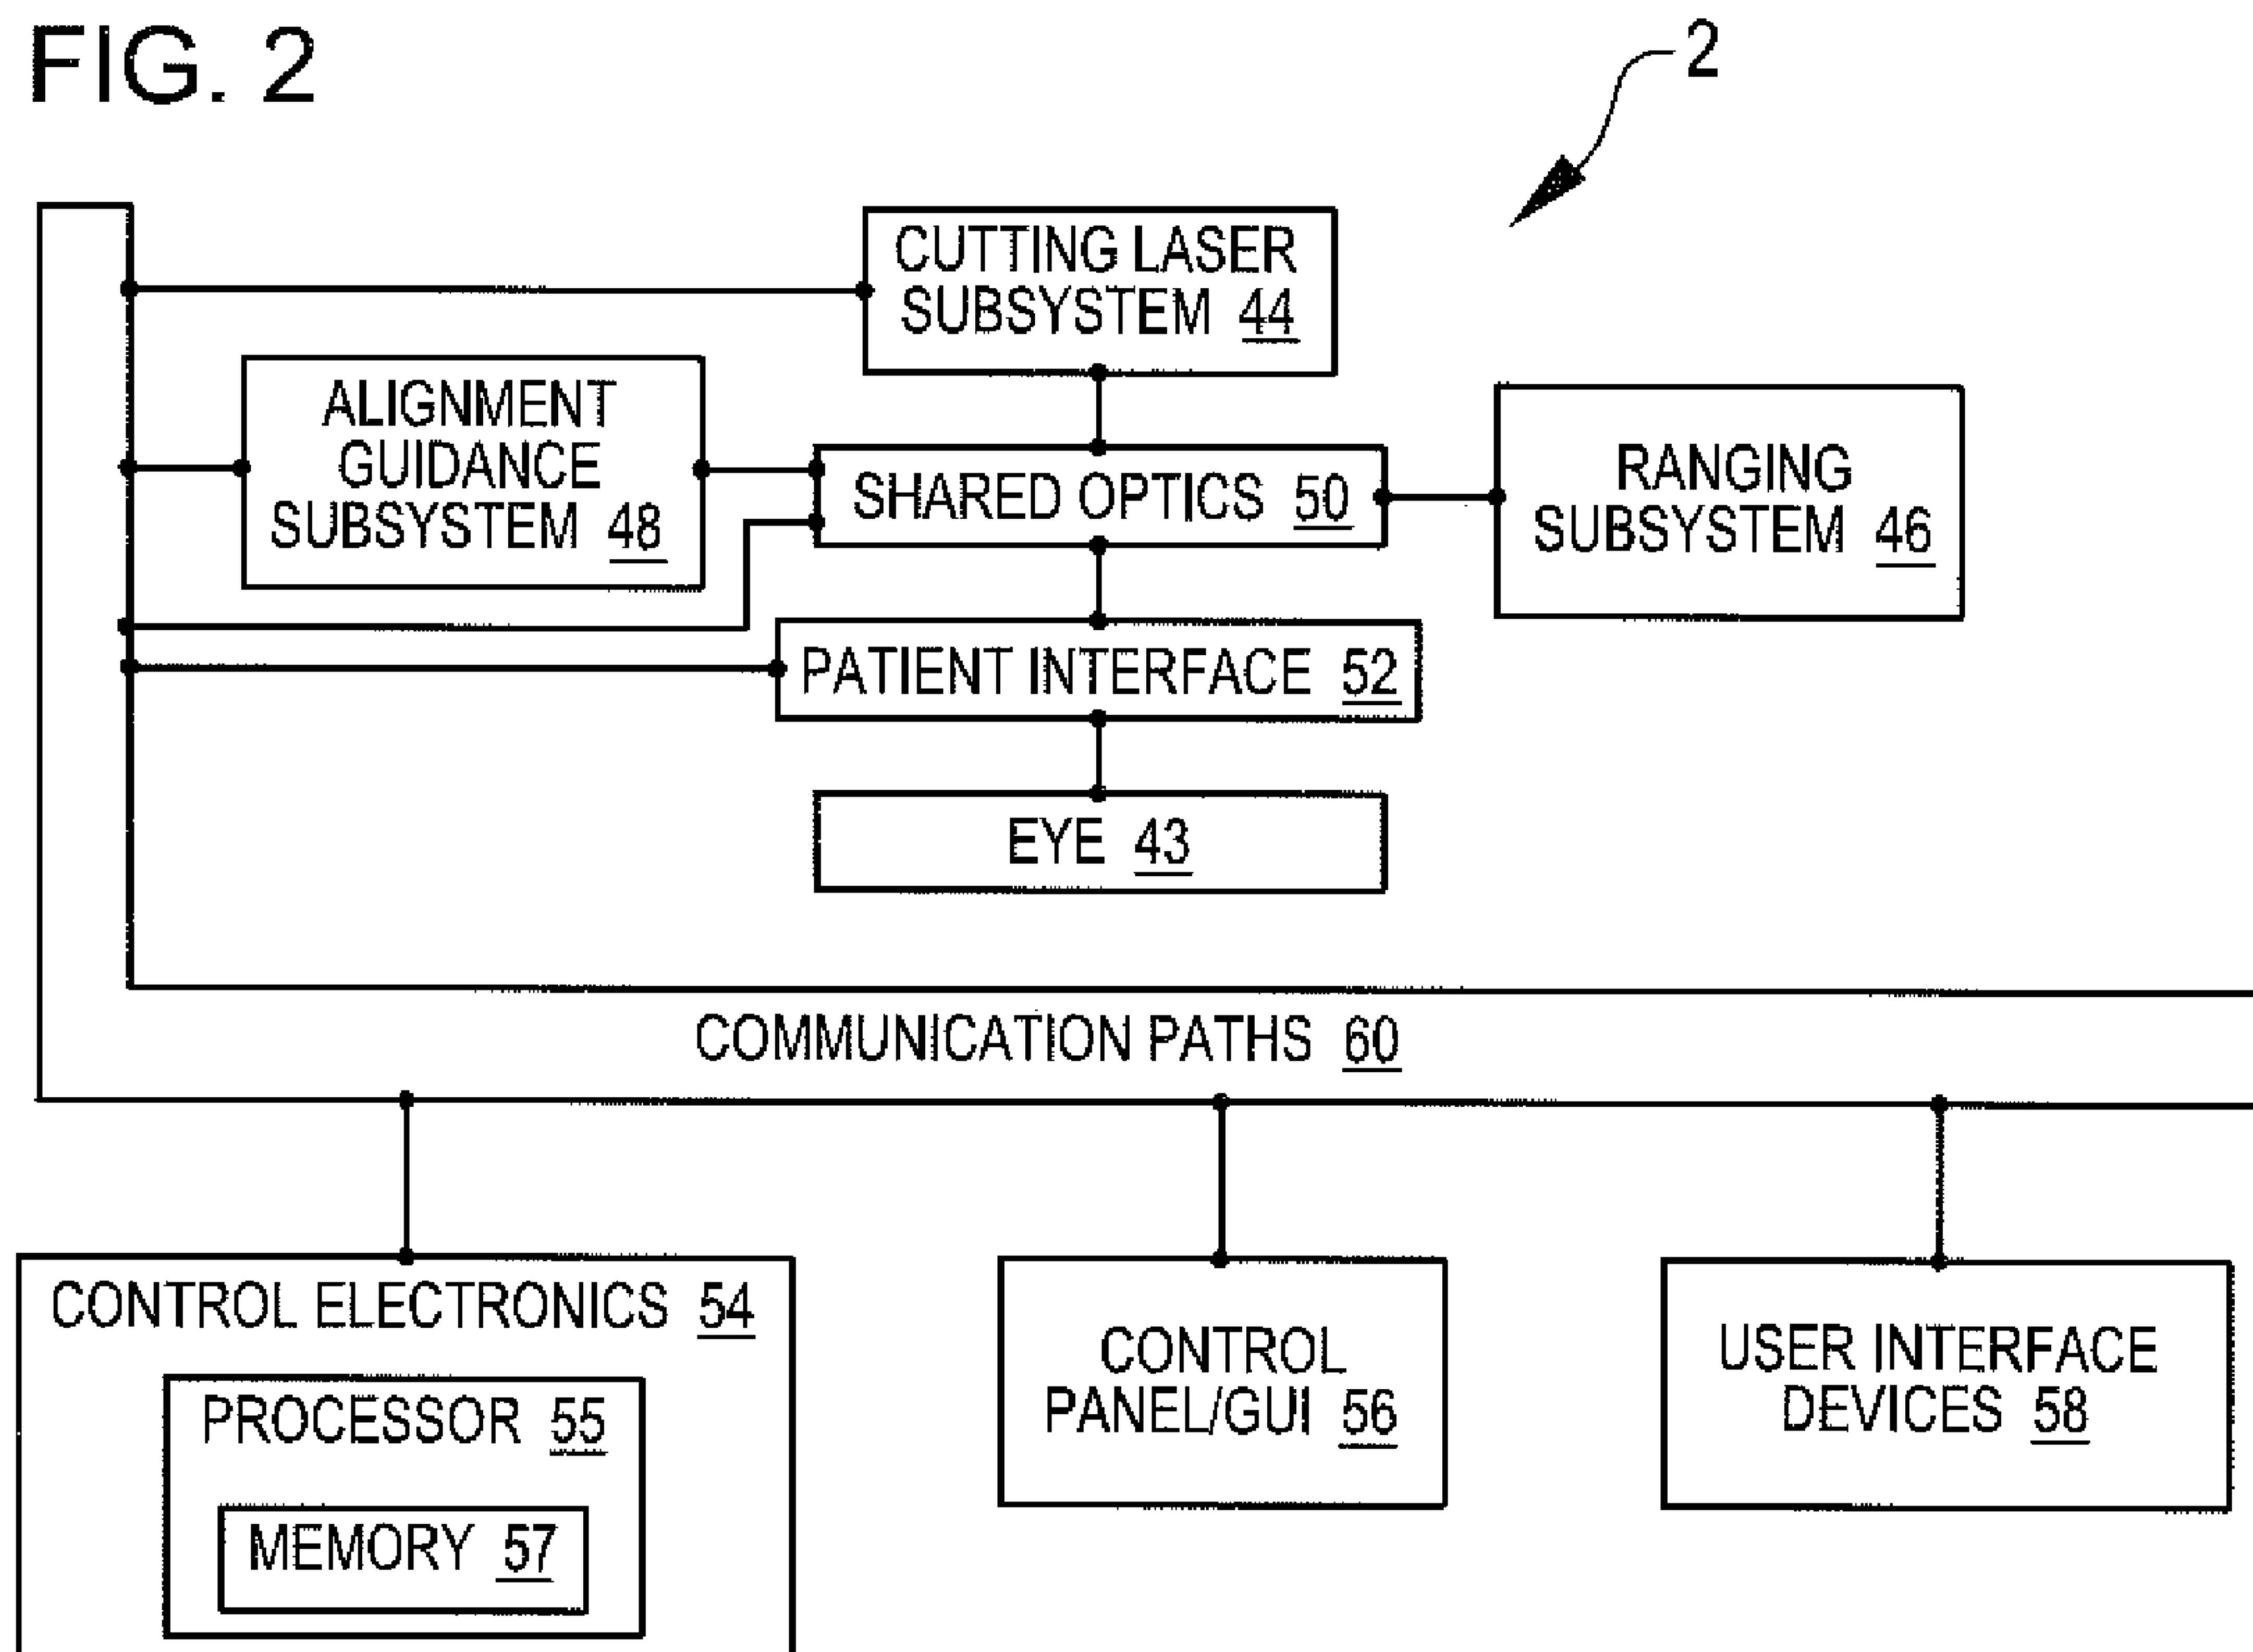 FIG. 2
2
CUTTING LASER
SUBSYSTEM 44
ALIGNMENT
GUIDANCE
SUBSYSTEM 48
SHARED OPTICS 50
RANGING
SUBSYSTEM 46
PATIENT INTERFACE 52
EYE 43
COMMUNICATION PATHS 60
CONTROL ELECTRONICS 54
PROCESSOR 55
MEMORY 57
CONTROL
PANEL/GUI 56
USER INTERFACE
DEVICES 58